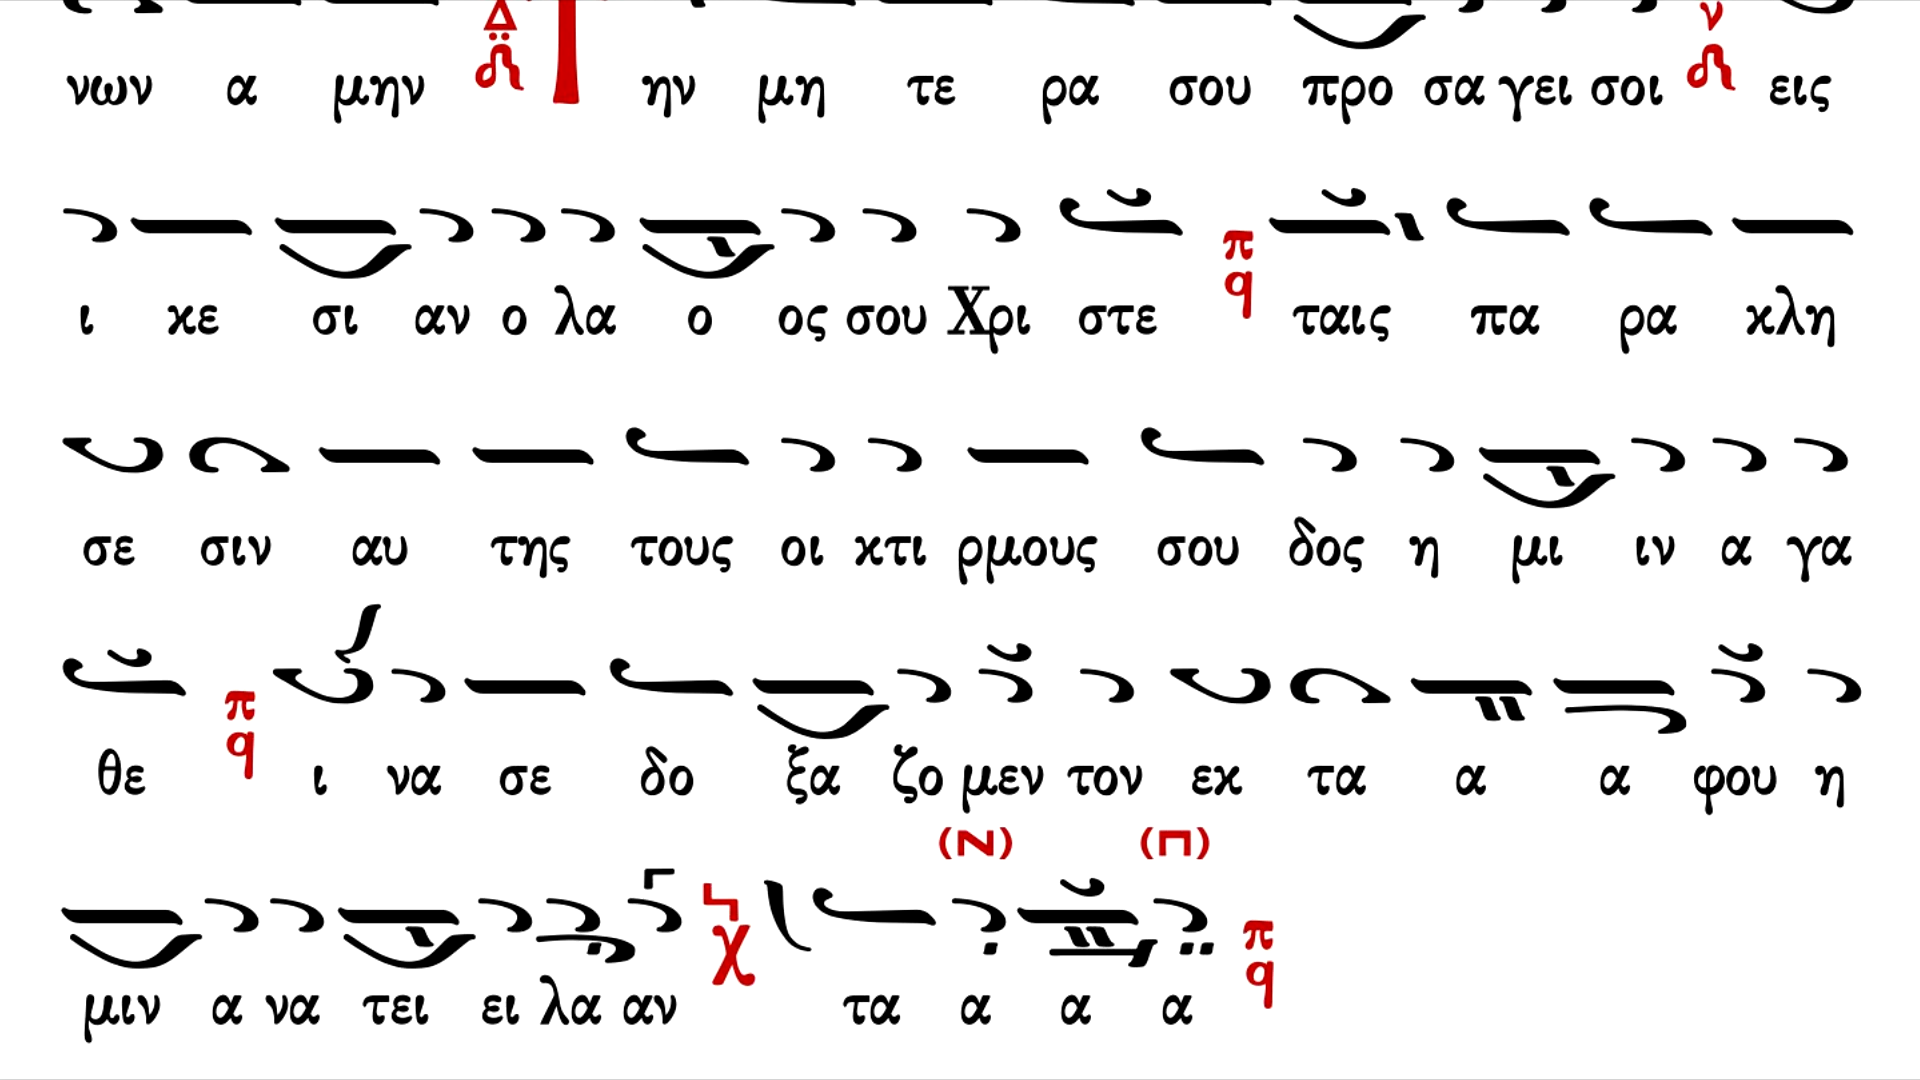 νων α μην Δ Τ ην μη τε ρα σου προ σα γει σοι ν εις
ι κε σι αν ο λα ο ος σου Χρι στε π q ταις πα ρα κλη
σε σιν αυ της τους οι κτι ρμους σου δος η μι ιν α γα
θε π q ι να σε δο ξα ζο μεν τον εκ τα α α φου η
(Ν) (Π)
μιν α να τει ει λα αν χ τα α α α π q